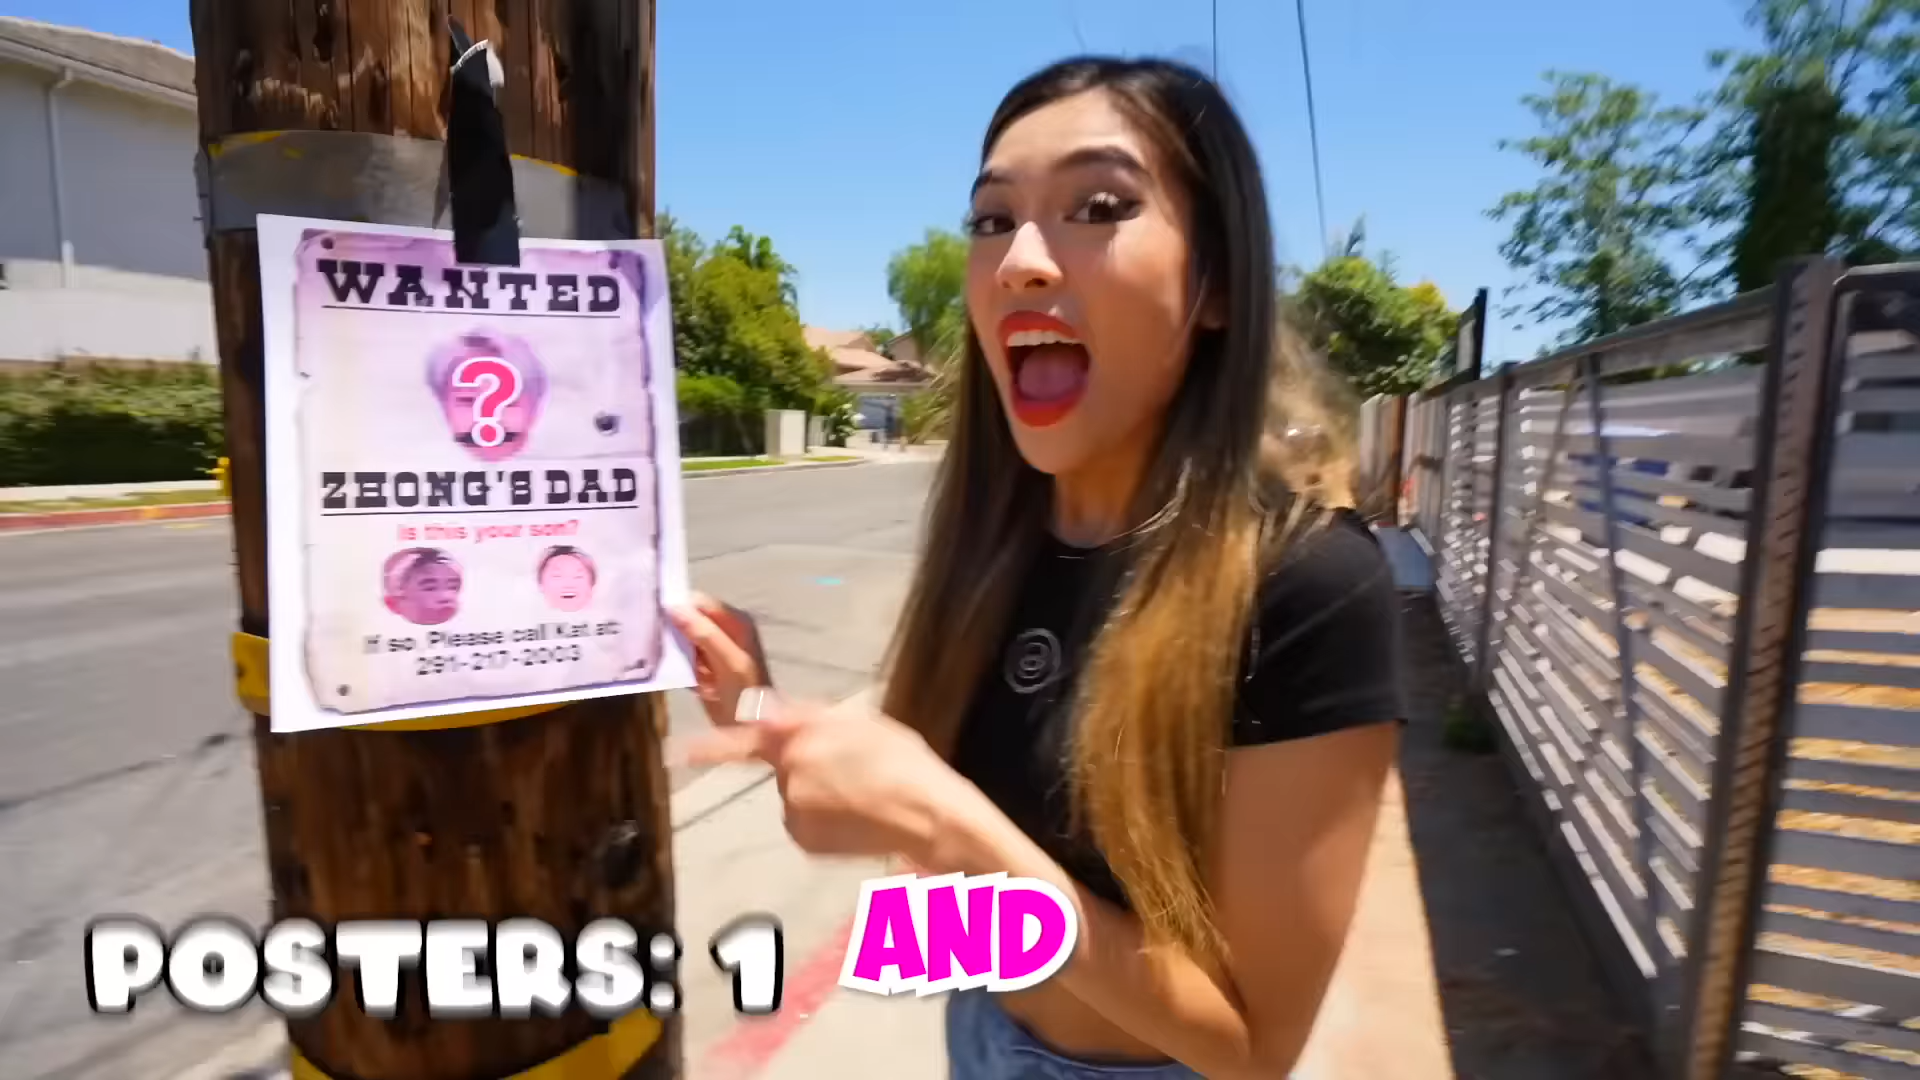 WANTED
?
ZHONG'S DAD
Is this your son?
If so, Please call Kat at:
291-217-2003
POSTERS: 1
AND